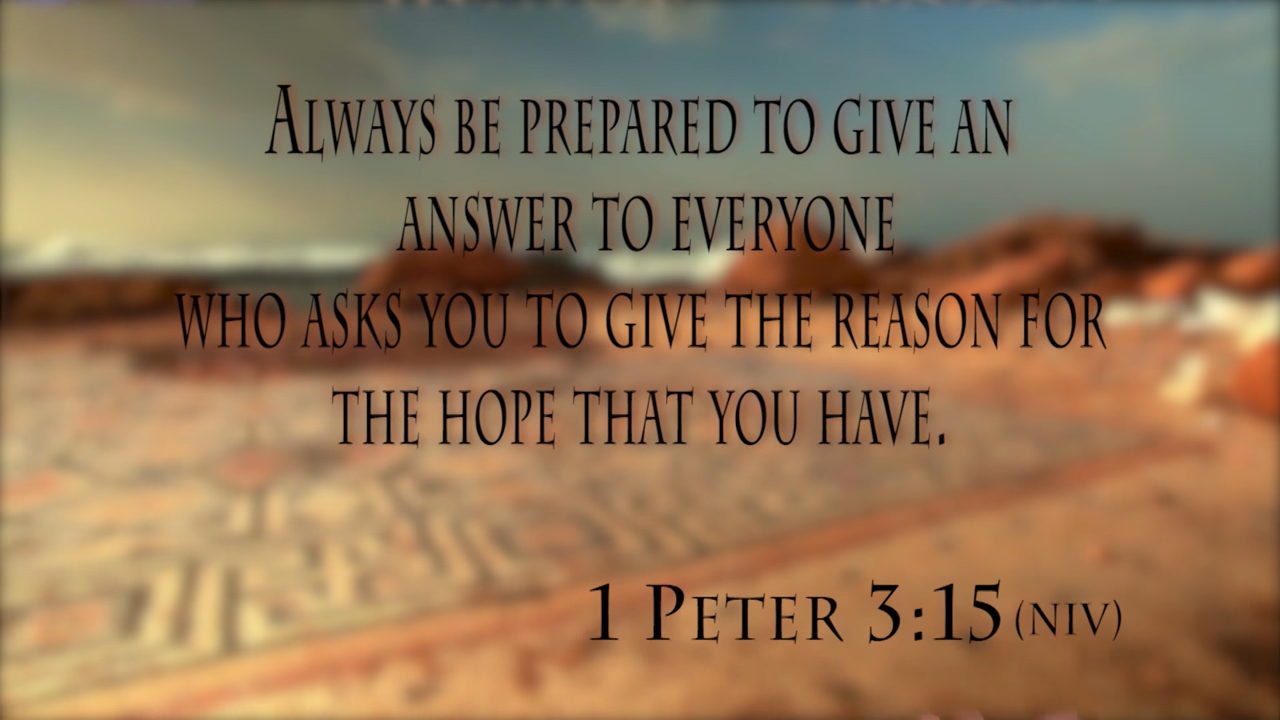 Always be prepared to give an
answer to everyone
who asks you to give the reason for
the hope that you have.
1 Peter 3:15 (NIV)